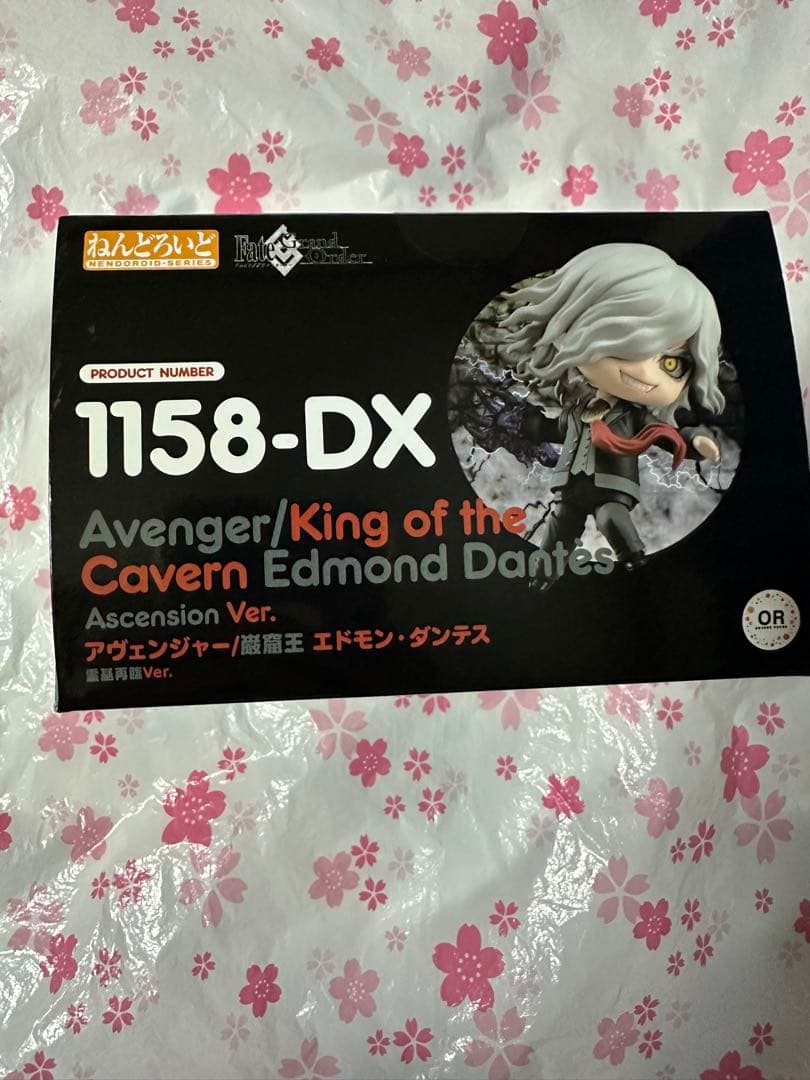 ねんどろいど
NENDOROID-SERIES
Fate Grand Order
PRODUCT NUMBER
1158-DX
Avenger/King of the
Cavern Edmond Dantès
Ascension Ver.
アヴェンジャー/巌窟王 エドモン・ダンテス
霊基再臨Ver.
OR